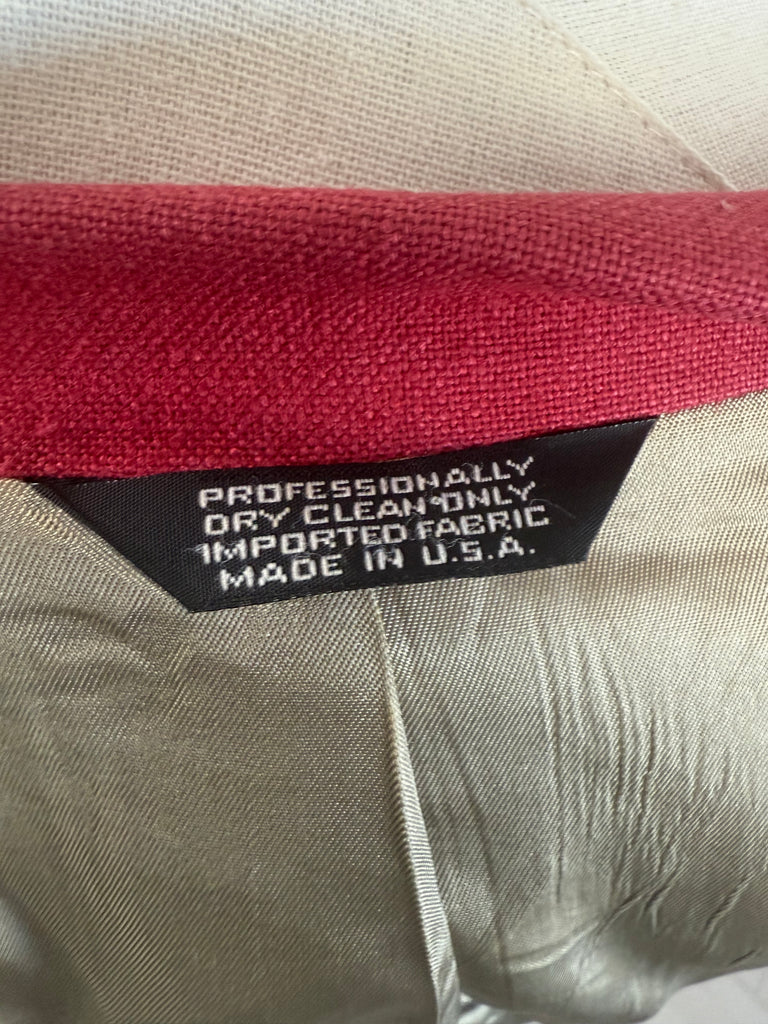 PROFESSIONALLY
DRY CLEAN ONLY
IMPORTED FABRIC
MADE IN U.S.A.